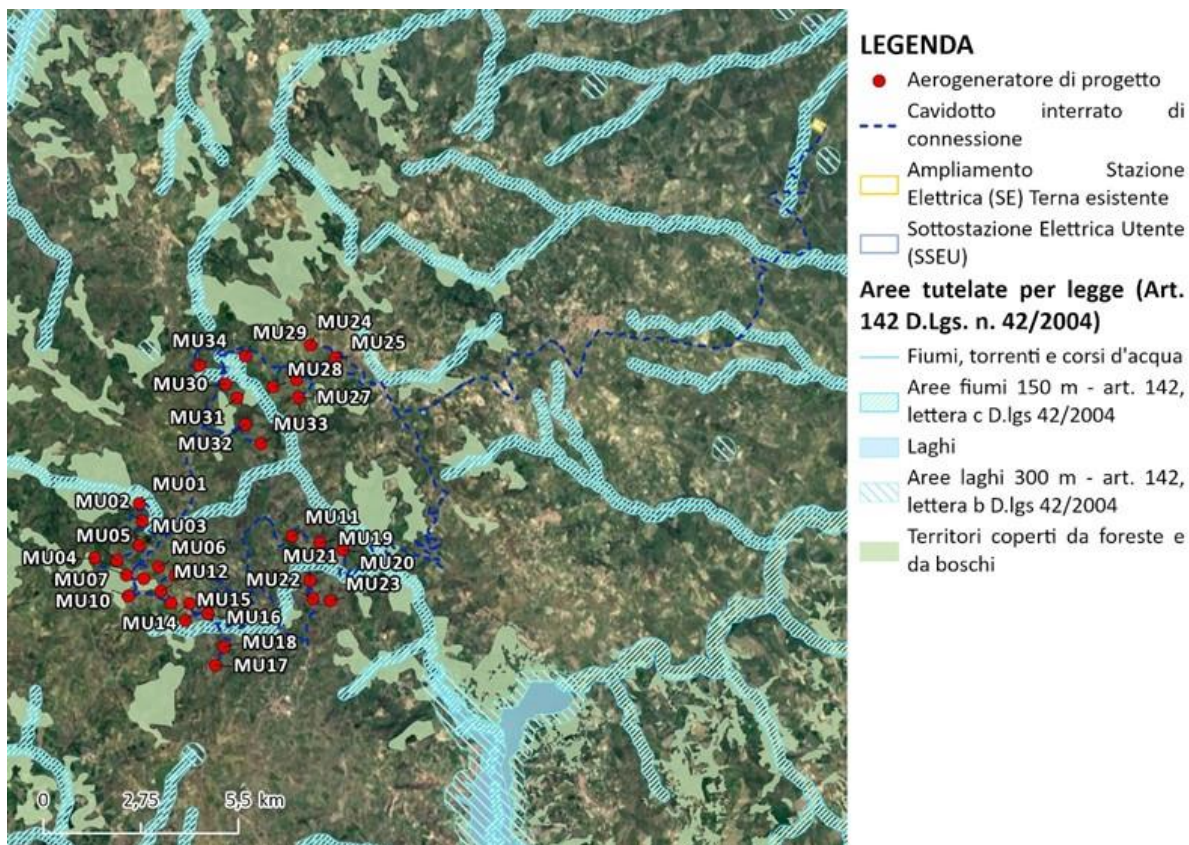 MU34
MU29
MU24
MU25
MU28
MU30
MU27
MU31
MU33
MU32
MU01
MU02
MU03
MU05
MU11
MU06
MU19
MU04
MU21
MU20
MU12
MU07
MU22
MU23
MU10
MU15
MU14
MU16
MU18
MU17
0 2,75 5,5 km
LEGENDA
Aerogeneratore di progetto
Cavidotto interrato di
connessione
Ampliamento Stazione
Elettrica (SE) Terna esistente
Sottostazione Elettrica Utente
(SSEU)
Aree tutelate per legge (Art.
142 D.Lgs. n. 42/2004)
Fiumi, torrenti e corsi d'acqua
Aree fiumi 150 m - art. 142,
lettera c D.lgs 42/2004
Laghi
Aree laghi 300 m - art. 142,
lettera b D.lgs 42/2004
Territori coperti da foreste e
da boschi